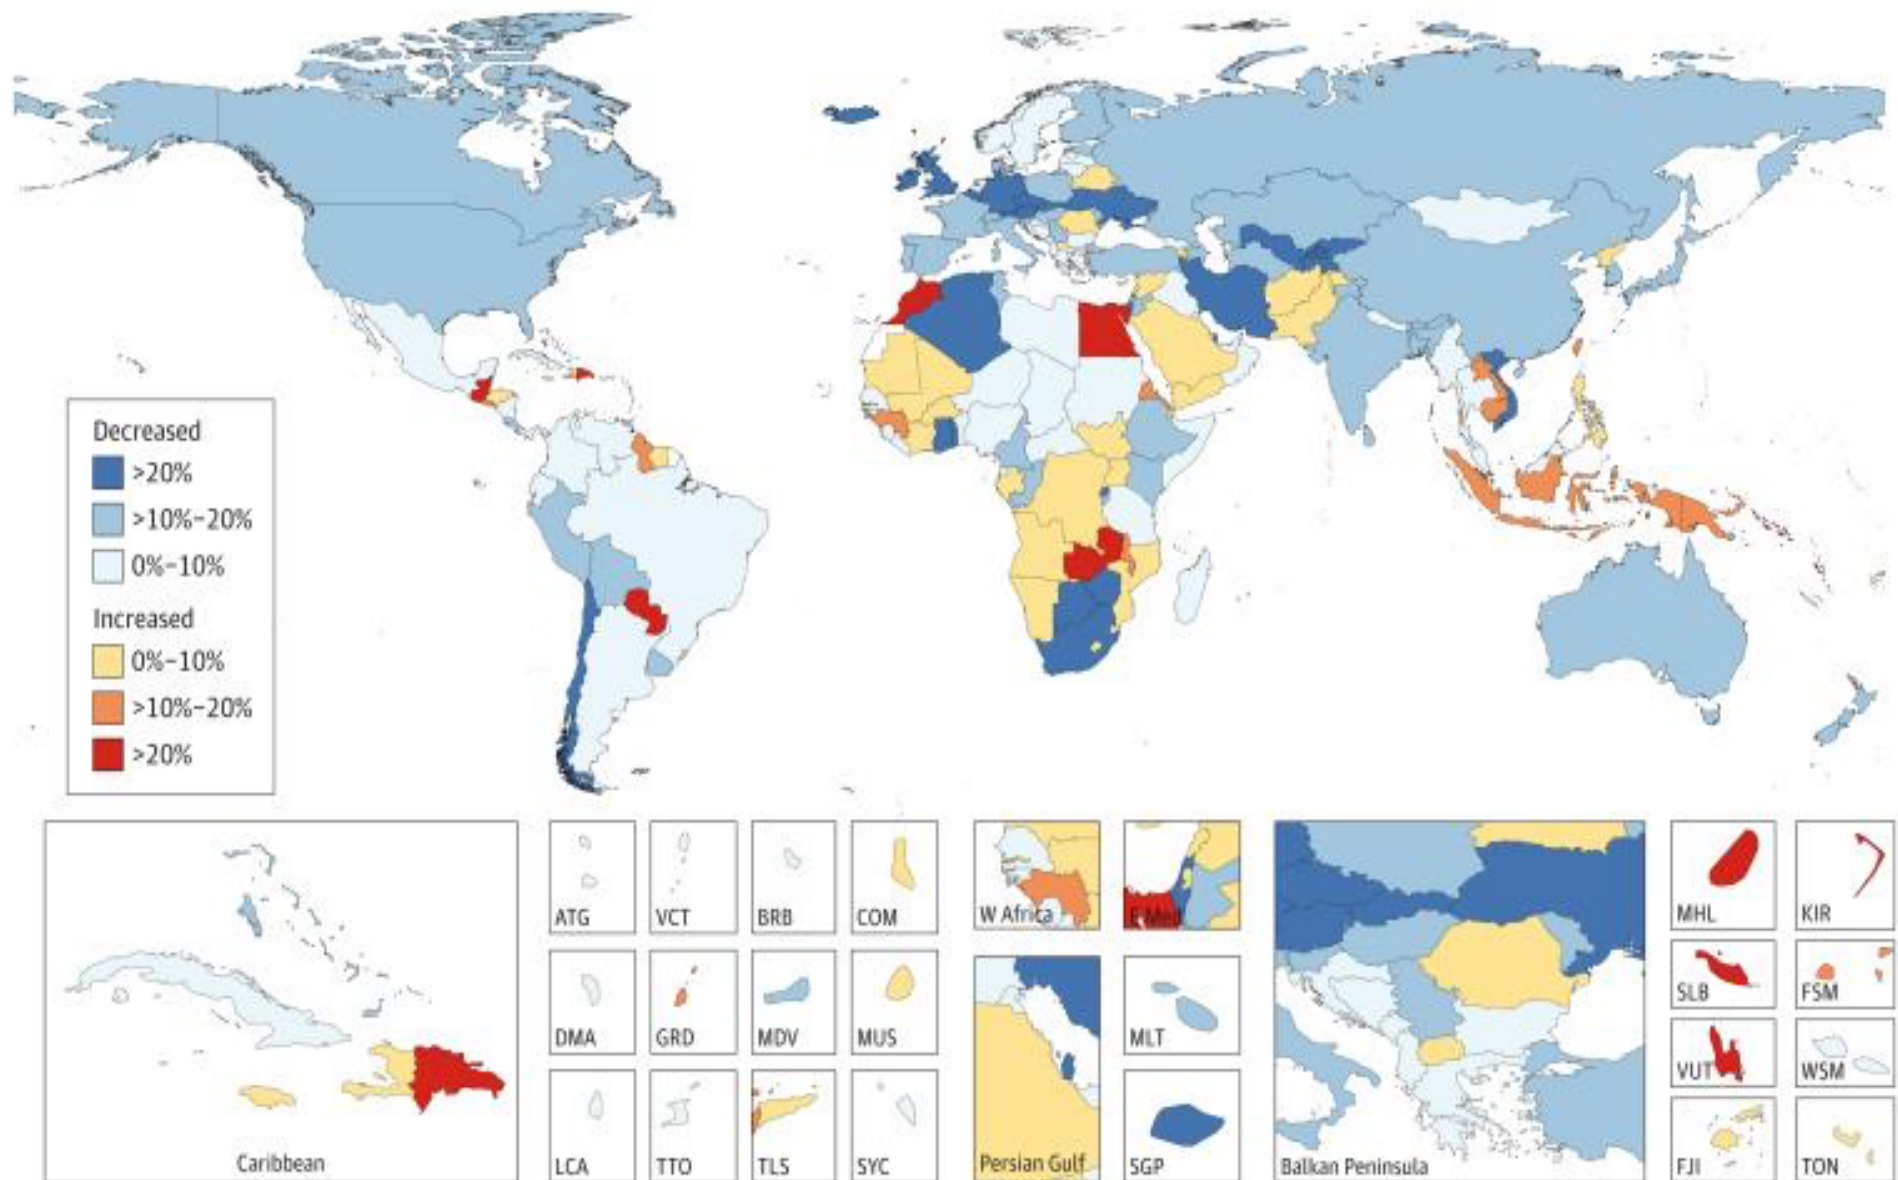 Decreased
>20%
>10%–20%
0%–10%
Increased
0%–10%
>10%–20%
>20%
Caribbean
ATG
VCT
BRB
COM
DMA
GRD
MDV
MUS
LCA
TTO
TLS
SYC
W Africa
E Med
Persian Gulf
MLT
SGP
Balkan Peninsula
MHL
KIR
SLB
FSM
VUT
WSM
FJI
TON